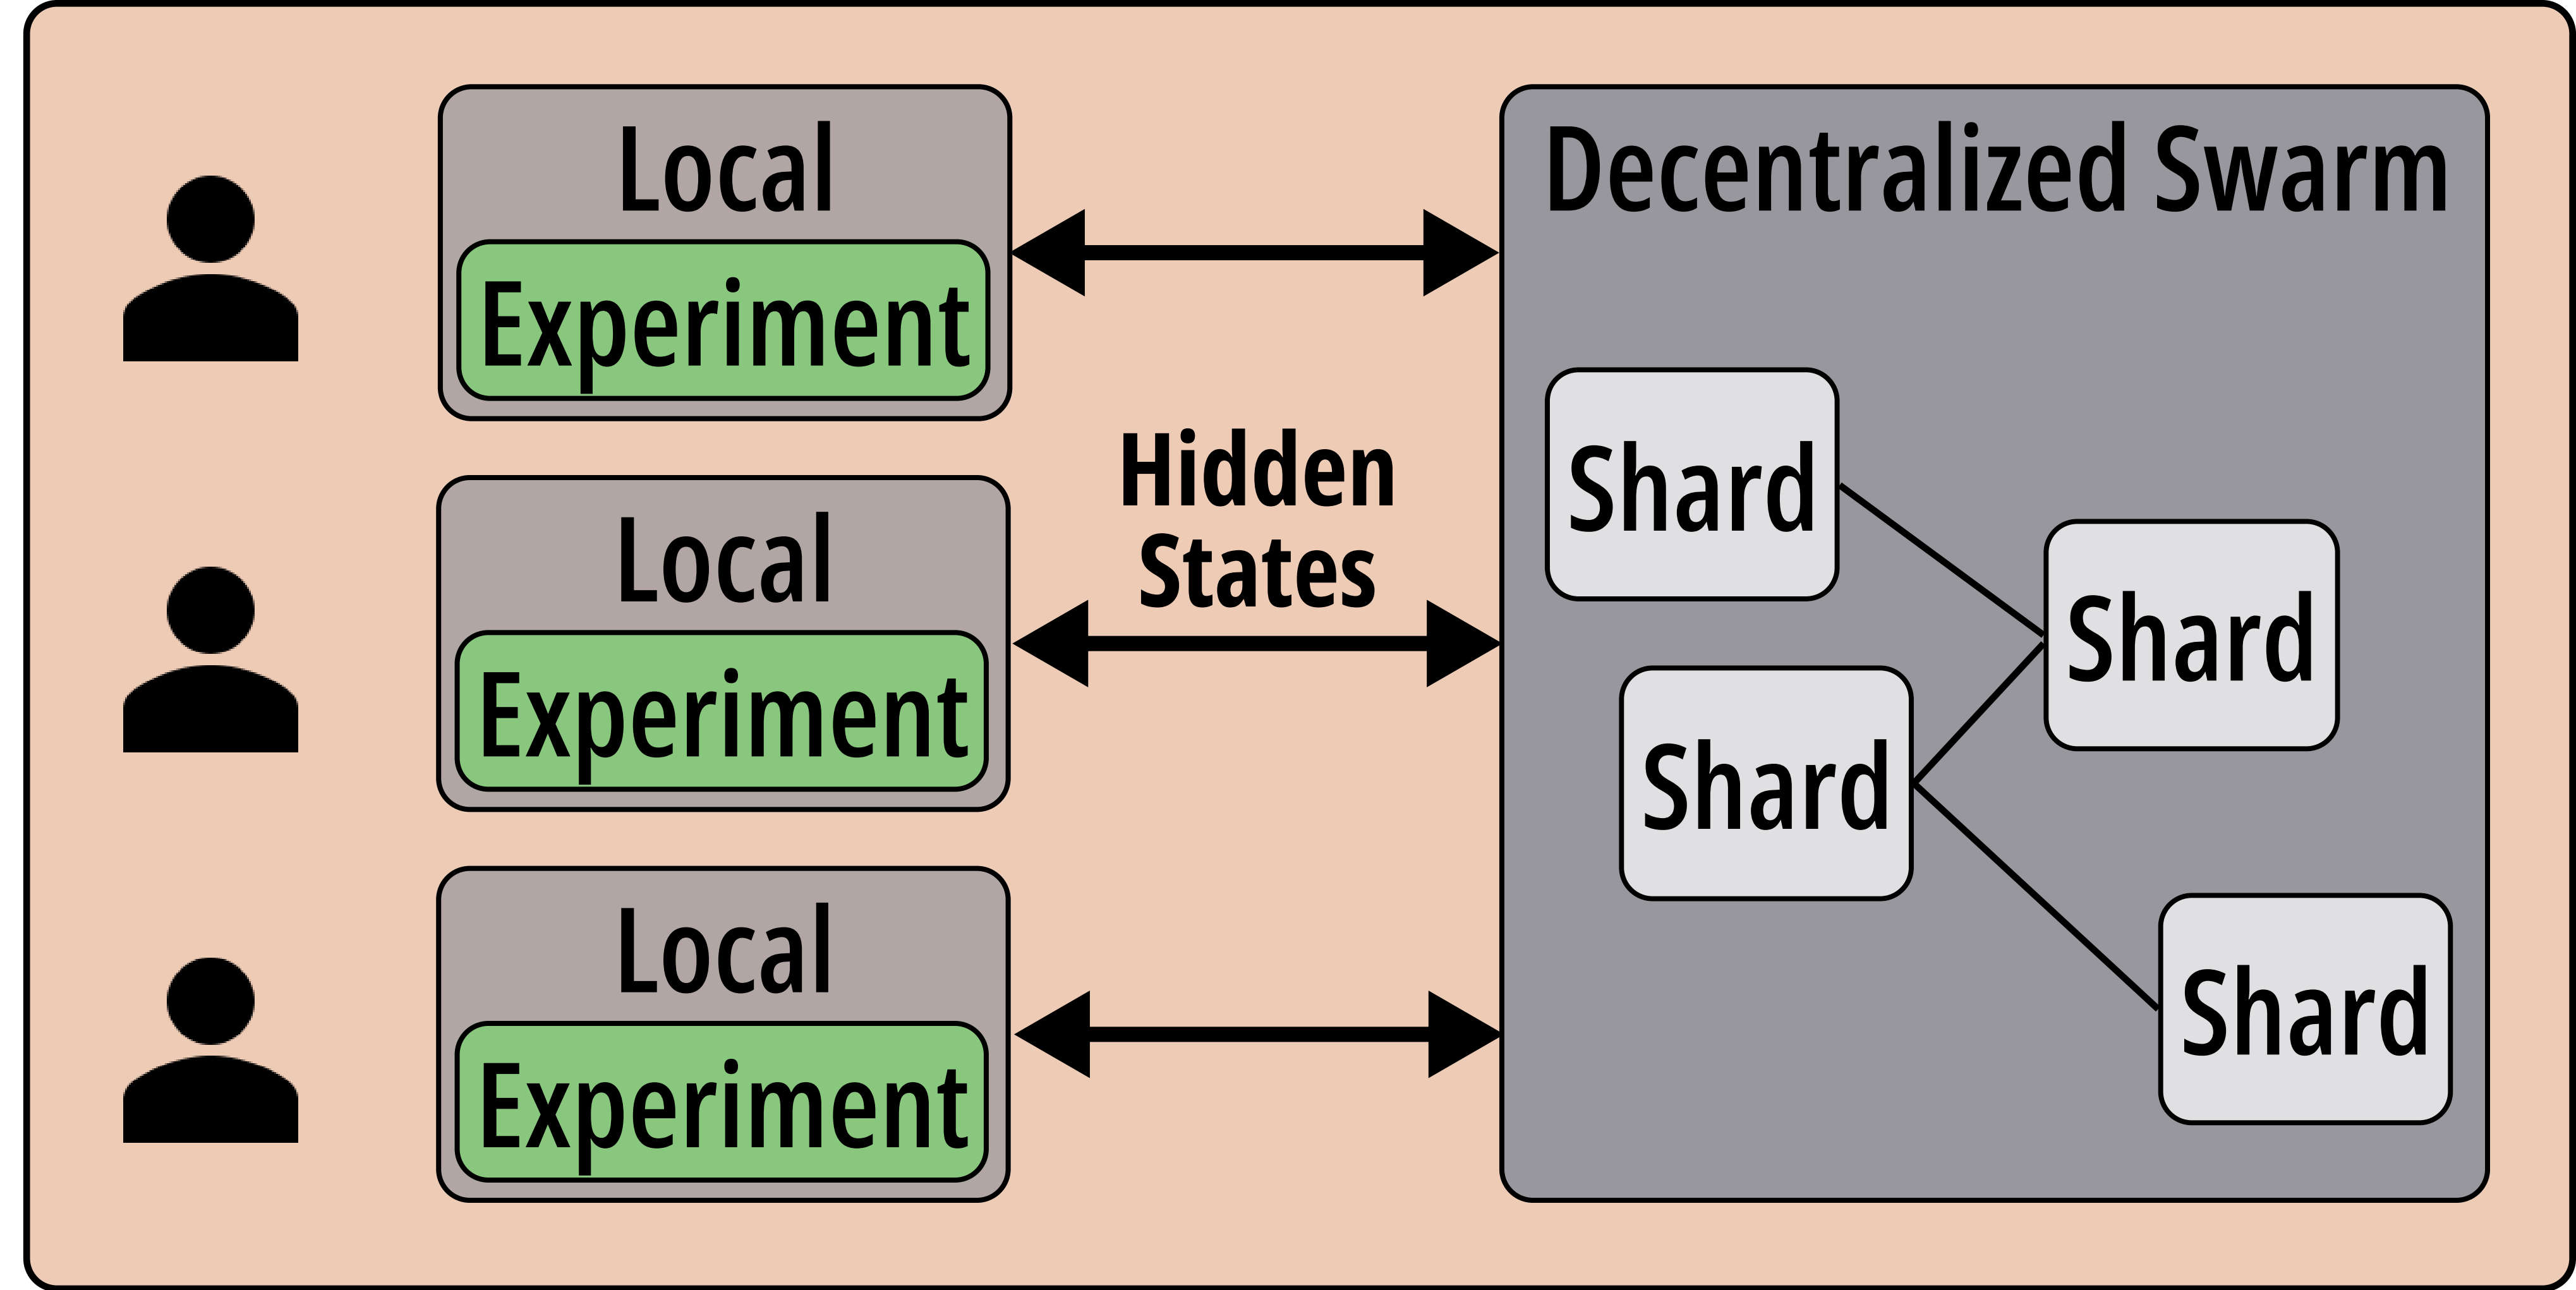 Local
Experiment
Local
Experiment
Local
Experiment
Hidden
States
Decentralized Swarm
Shard
Shard
Shard
Shard